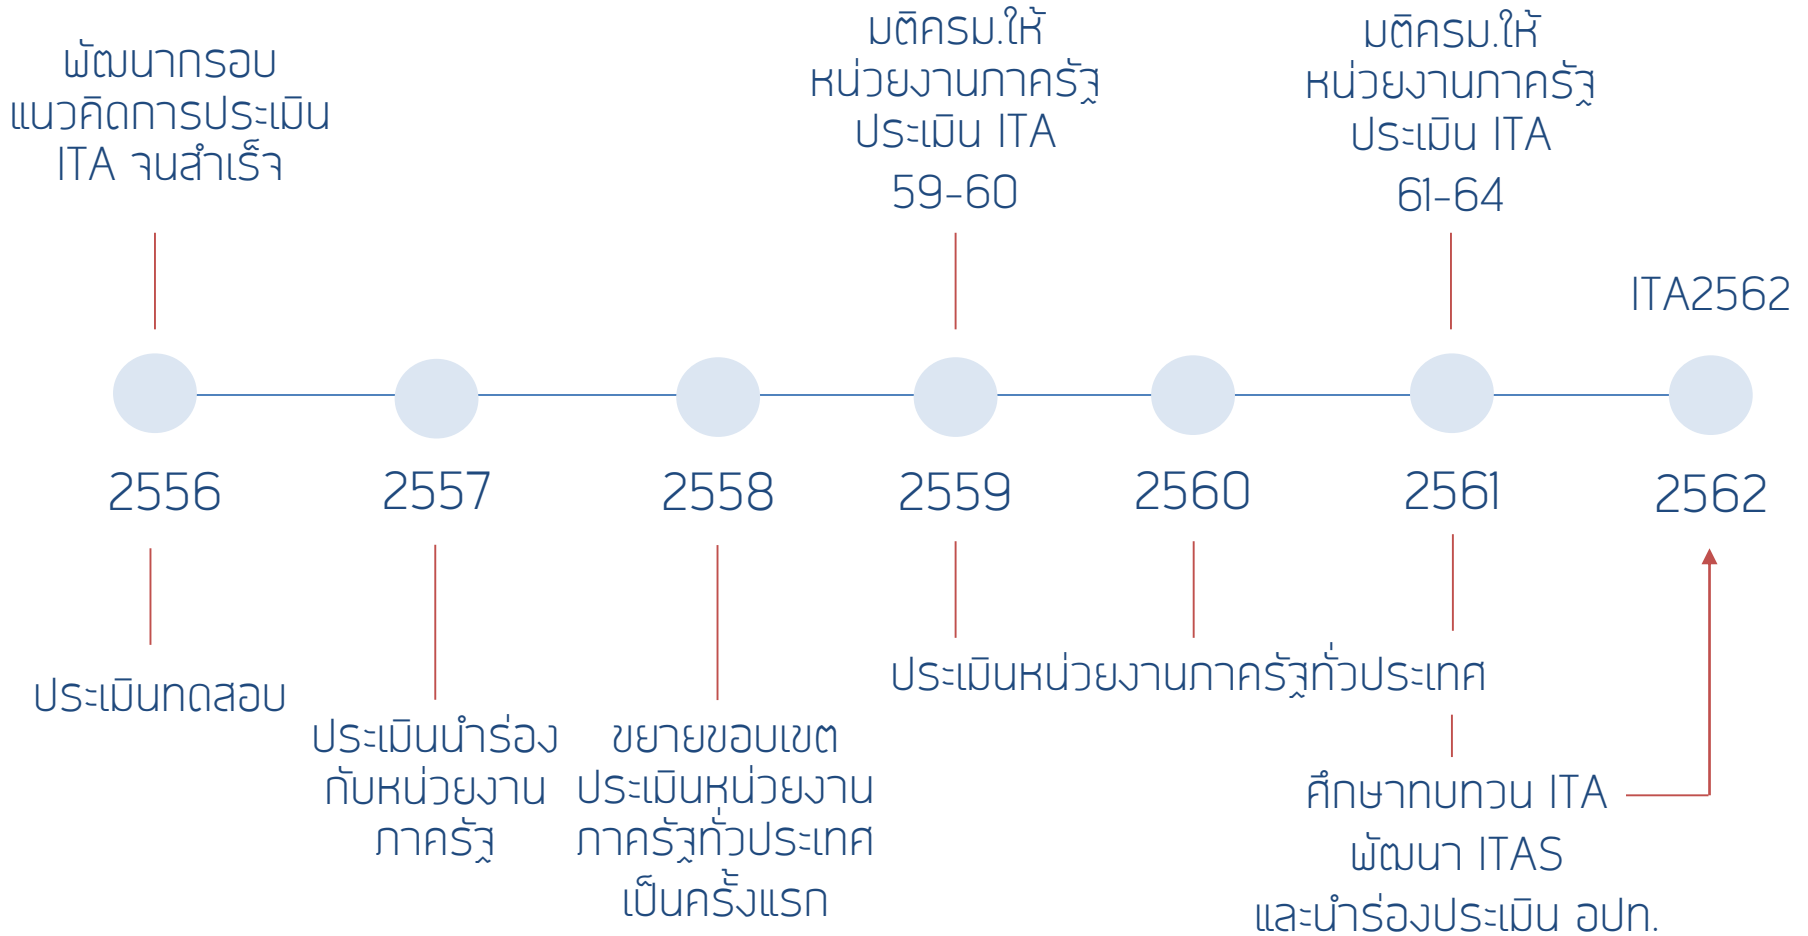 พัฒนากรอบ
แนวคิดการประเมิน
ITA จนสำเร็จ
มติครม.ให้
หน่วยงานภาครัฐ
ประเมิน ITA
59-60
มติครม.ให้
หน่วยงานภาครัฐ
ประเมิน ITA
61-64
ITA2562
2556
2557
2558
2559
2560
2561
2562
ประเมินทดสอบ
ประเมินนำร่อง
กับหน่วยงาน
ภาครัฐ
ขยายขอบเขต
ประเมินหน่วยงาน
ภาครัฐทั่วประเทศ
เป็นครั้งแรก
ประเมินหน่วยงานภาครัฐทั่วประเทศ
ศึกษาทบทวน ITA
พัฒนา ITAS
และนำร่องประเมิน อปท.